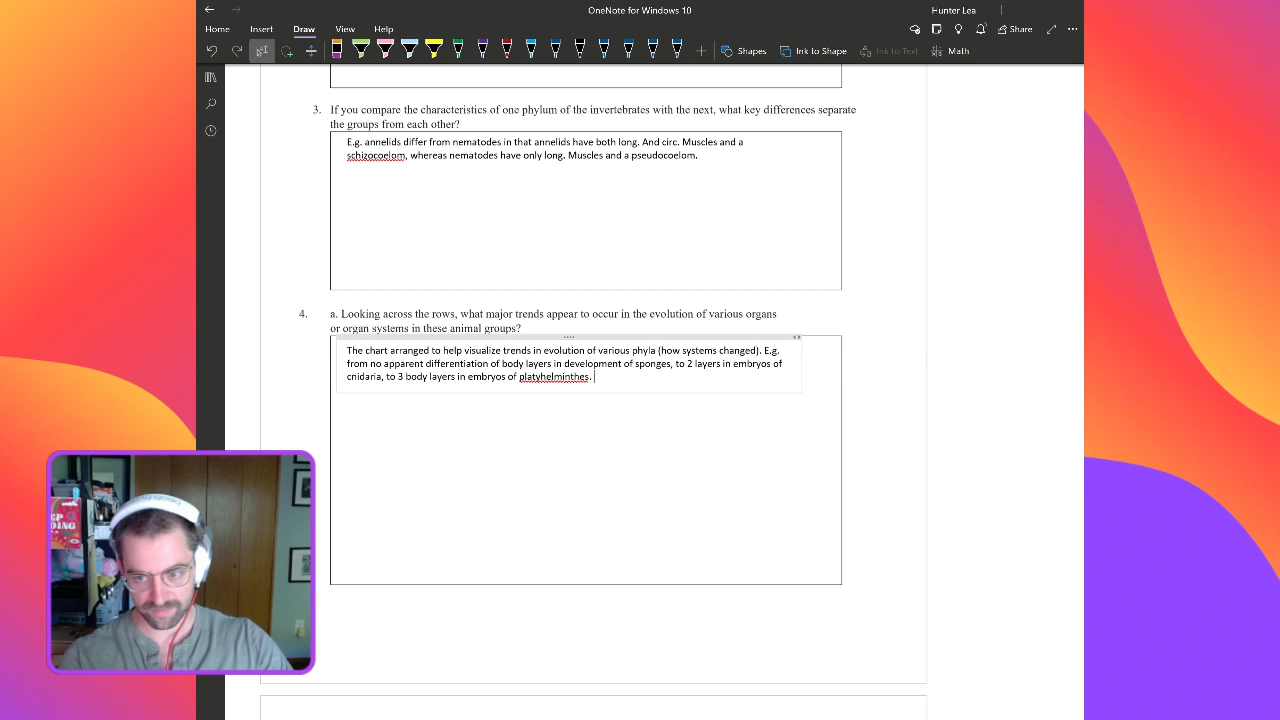 OneNote for Windows 10
Hunter Lea
Home Insert Draw View Help
Share
Shapes Ink to Shape Ink to Text Math
3. If you compare the characteristics of one phylum of the invertebrates with the next, what key differences separate
the groups from each other?
E.g. annelids differ from nematodes in that annelids have both long. And circ. Muscles and a
schizocoelom, whereas nematodes have only long. Muscles and a pseudocoelom.
4. a. Looking across the rows, what major trends appear to occur in the evolution of various organs
or organ systems in these animal groups?
The chart arranged to help visualize trends in evolution of various phyla (how systems changed). E.g.
from no apparent differentiation of body layers in development of sponges, to 2 layers in embryos of
cnidaria, to 3 body layers in embryos of platyhelminthes.